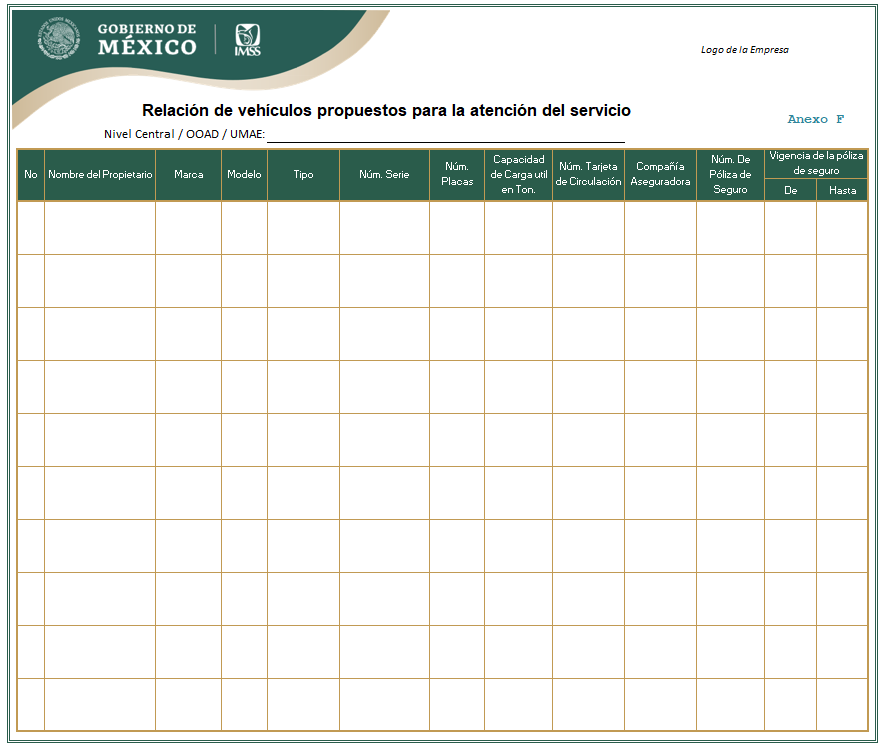 GOBIERNO DE
MÉXICO
IMSS
Logo de la Empresa
Relación de vehículos propuestos para la atención del servicio
Anexo F
Nivel Central / OOAD / UMAE:
No
Nombre del Propietario
Marca
Modelo
Tipo
Núm. Serie
Núm.
Placas
Capacidad
de Carga util
en Ton.
Núm. Tarjeta
de Circulación
Compañía
Aseguradora
Núm. De
Póliza de
Seguro
Vigencia de la póliza
de seguro
De
Hasta